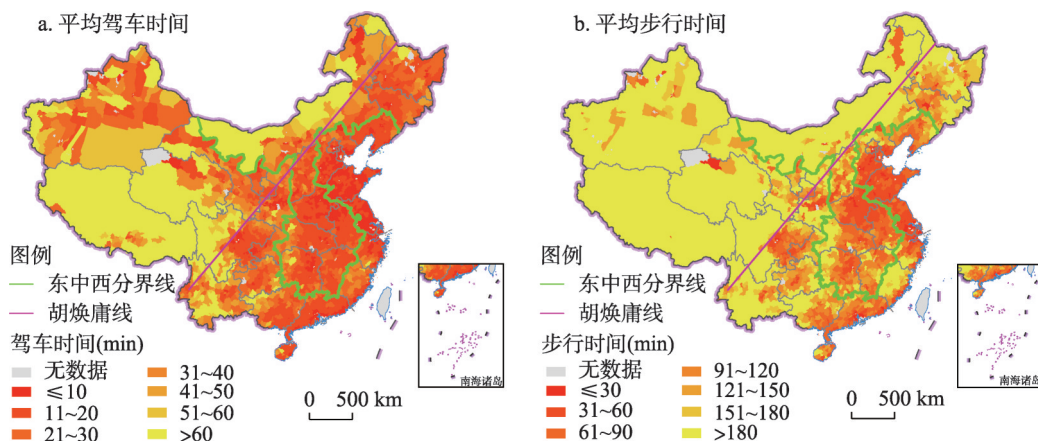 a. 平均驾车时间
图例
东中西分界线
胡焕庸线
驾车时间(min)
无数据
≤10
11~20
21~30
31~40
41~50
51~60
>60
0 500 km
南海诸岛
b. 平均步行时间
图例
东中西分界线
胡焕庸线
步行时间(min)
无数据
≤30
31~60
61~90
91~120
121~150
151~180
>180
0 500 km
南海诸岛